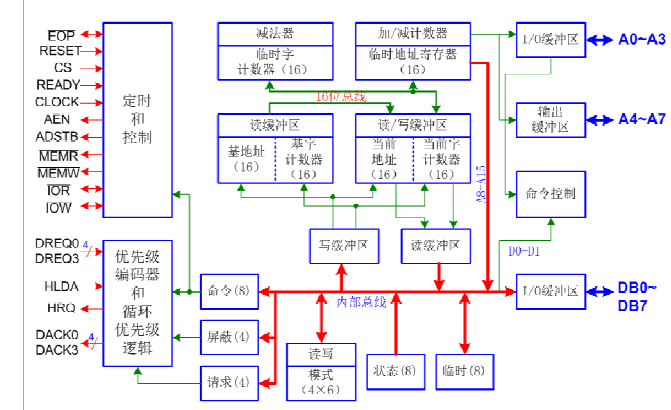 EOP
RESET
CS
READY
CLOCK
AEN
ADSTB
MEMR
MEMW
IOR
IOW
定时
和
控制
减法器
临时字
计数器(16)
加/减计数器
临时地址寄存器
(16)
I/O缓冲区
A0~A3
16位总线
输出
缓冲区
A4~A7
读缓冲区
基地址
(16)
基字
计数器
(16)
读/写缓冲区
当前
地址
(16)
当前字
计数器
(16)
A8-A15
命令控制
写缓冲区
读缓冲区
D0-D1
DREQ0
DREQ3
4
HLDA
HRQ
DACK0
DACK3
4
优先级
编码器
和
循环
优先级
逻辑
命令(8)
内部总线
I/O缓冲区
DB0~
DB7
屏蔽(4)
请求(4)
读写
模式
(4×6)
状态(8)
临时(8)